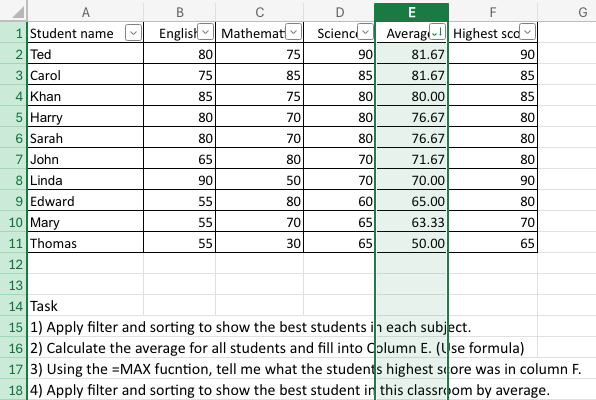 A B C D E F G
1 Student name English Mathemat Science Average Highest sco
2 Ted 80 75 90 81.67 90
3 Carol 75 85 85 81.67 85
4 Khan 85 75 80 80.00 85
5 Harry 80 70 80 76.67 80
6 Sarah 80 70 80 76.67 80
7 John 65 80 70 71.67 80
8 Linda 90 50 70 70.00 90
9 Edward 55 80 60 65.00 80
10 Mary 55 70 65 63.33 70
11 Thomas 55 30 65 50.00 65
12
13
14 Task
15 1) Apply filter and sorting to show the best students in each subject.
16 2) Calculate the average for all students and fill into Column E. (Use formula)
17 3) Using the =MAX fucntion, tell me what the students highest score was in column F.
18 4) Apply filter and sorting to show the best student in this classroom by average.